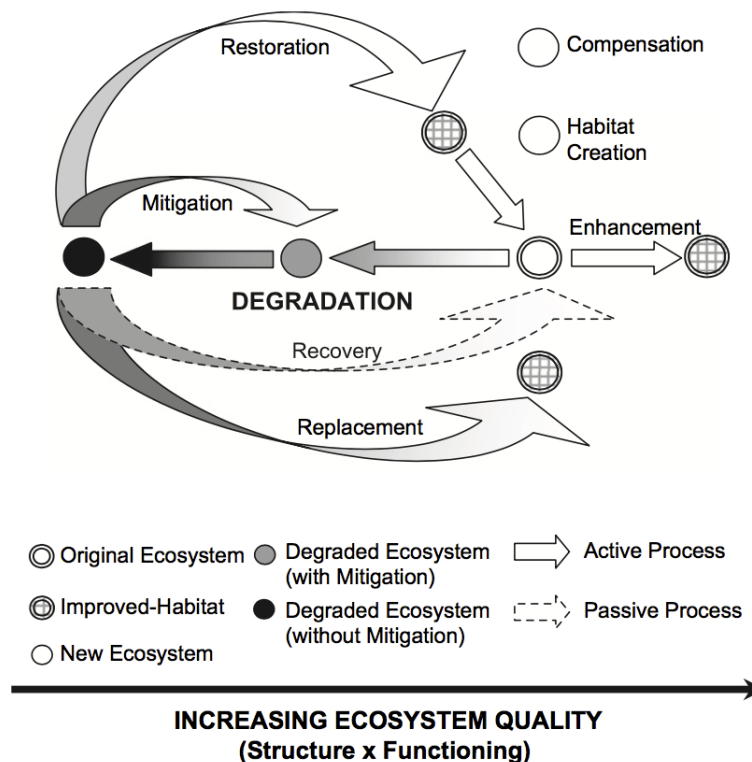 Restoration
Compensation
Habitat
Creation
Mitigation
Enhancement
DEGRADATION
Recovery
Replacement
Original Ecosystem
Degraded Ecosystem
(with Mitigation)
Active Process
Improved-Habitat
Degraded Ecosystem
(without Mitigation)
Passive Process
New Ecosystem
INCREASING ECOSYSTEM QUALITY
(Structure x Functioning)